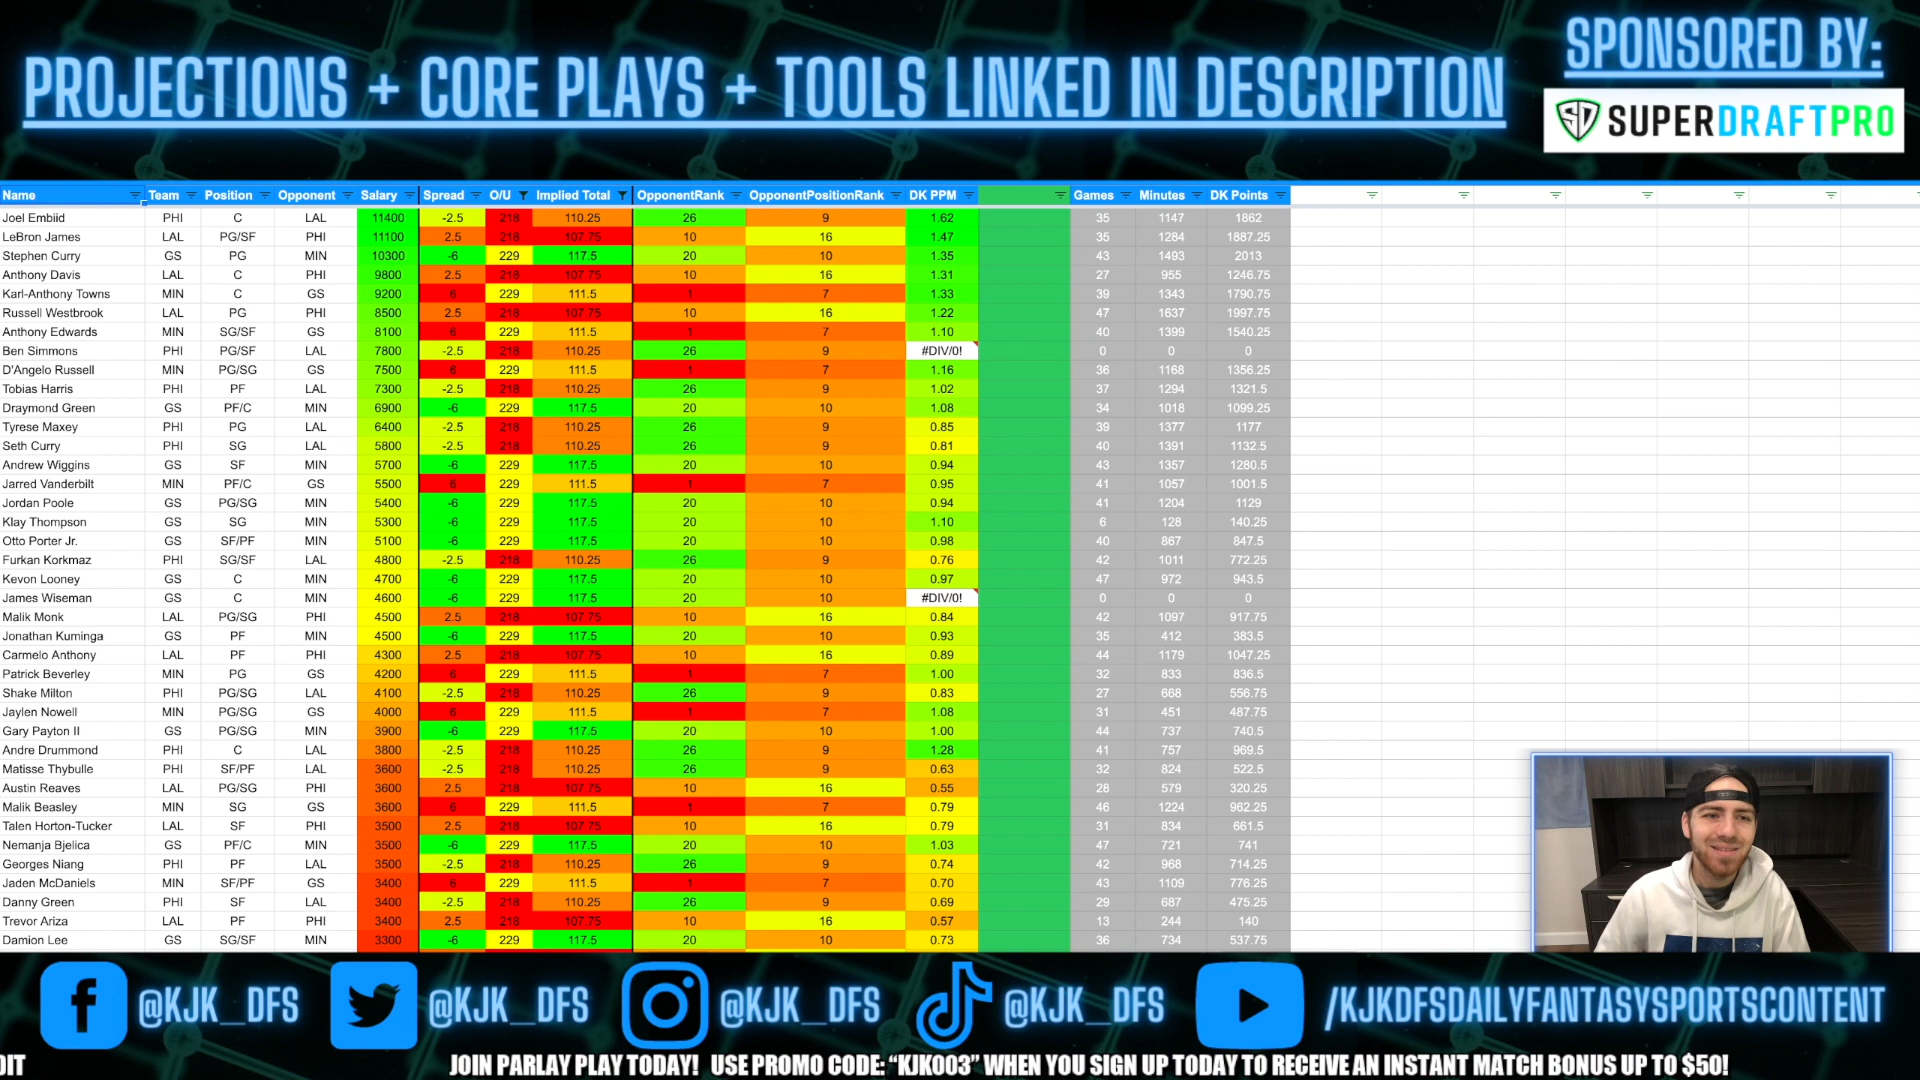 PROJECTIONS + CORE PLAYS + TOOLS LINKED IN DESCRIPTION
SPONSORED BY:
SUPERDRAFTPRO
Name Team Position Opponent Salary Spread O/U Implied Total OpponentRank OpponentPositionRank DK PPM Games Minutes DK Points
Joel Embiid PHI C LAL 11400 -2.5 218 110.25 26 9 1.62 35 1147 1862
LeBron James LAL PG/SF PHI 11100 2.5 218 107.75 10 16 1.47 35 1284 1887.25
Stephen Curry GS PG MIN 10300 -6 229 117.5 20 10 1.35 43 1493 2013
Anthony Davis LAL C PHI 9800 2.5 218 107.75 10 16 1.31 27 955 1246.75
Karl-Anthony Towns MIN C GS 9200 6 229 111.5 1 7 1.33 39 1343 1790.75
Russell Westbrook LAL PG PHI 8500 2.5 218 107.75 10 16 1.22 47 1637 1997.75
Anthony Edwards MIN SG/SF GS 8100 6 229 111.5 1 7 1.10 40 1399 1540.25
Ben Simmons PHI PG/SF LAL 7800 -2.5 218 110.25 26 9 #DIV/0! 0 0 0
D'Angelo Russell MIN PG/SG GS 7500 6 229 111.5 1 7 1.16 36 1168 1356.25
Tobias Harris PHI PF LAL 7300 -2.5 218 110.25 26 9 1.02 37 1294 1321.5
Draymond Green GS PF/C MIN 6900 -6 229 117.5 20 10 1.08 34 1018 1099.25
Tyrese Maxey PHI PG LAL 6400 -2.5 218 110.25 26 9 0.85 39 1377 1177
Seth Curry PHI SG LAL 5800 -2.5 218 110.25 26 9 0.81 40 1391 1132.5
Andrew Wiggins GS SF MIN 5700 -6 229 117.5 20 10 0.94 43 1357 1280.5
Jarred Vanderbilt MIN PF/C GS 5500 6 229 111.5 1 7 0.95 41 1057 1001.5
Jordan Poole GS PG/SG MIN 5400 -6 229 117.5 20 10 0.94 41 1204 1129
Klay Thompson GS SG MIN 5300 -6 229 117.5 20 10 1.10 6 128 140.25
Otto Porter Jr. GS SF/PF MIN 5100 -6 229 117.5 20 10 0.98 40 867 847.5
Furkan Korkmaz PHI SG/SF LAL 4800 -2.5 218 110.25 26 9 0.76 42 1011 772.25
Kevon Looney GS C MIN 4700 -6 229 117.5 20 10 0.97 47 972 943.5
James Wiseman GS C MIN 4600 -6 229 117.5 20 10 #DIV/0! 0 0 0
Malik Monk LAL PG/SG PHI 4500 2.5 218 107.75 10 16 0.84 42 1097 917.75
Jonathan Kuminga GS PF MIN 4500 -6 229 117.5 20 10 0.93 35 412 383.5
Carmelo Anthony LAL PF PHI 4300 2.5 218 107.75 10 16 0.89 44 1179 1047.25
Patrick Beverley MIN PG GS 4200 6 229 111.5 1 7 1.00 32 833 836.5
Shake Milton PHI PG/SG LAL 4100 -2.5 218 110.25 26 9 0.83 27 668 556.75
Jaylen Nowell MIN PG/SG GS 4000 6 229 111.5 1 7 1.08 31 451 487.75
Gary Payton II GS PG/SG MIN 3900 -6 229 117.5 20 10 1.00 44 737 740.5
Andre Drummond PHI C LAL 3800 -2.5 218 110.25 26 9 1.28 41 757 969.5
Matisse Thybulle PHI SF/PF LAL 3600 -2.5 218 110.25 26 9 0.63 32 824 522.5
Austin Reaves LAL PG/SG PHI 3600 2.5 218 107.75 10 16 0.55 28 579 320.25
Malik Beasley MIN SG GS 3600 6 229 111.5 1 7 0.79 46 1224 962.25
Talen Horton-Tucker LAL SF PHI 3500 2.5 218 107.75 10 16 0.79 31 834 661.5
Nemanja Bjelica GS PF/C MIN 3500 -6 229 117.5 20 10 1.03 47 721 741
Georges Niang PHI PF LAL 3500 -2.5 218 110.25 26 9 0.74 42 968 714.25
Jaden McDaniels MIN SF/PF GS 3400 6 229 111.5 1 7 0.70 43 1109 776.25
Danny Green PHI SF LAL 3400 -2.5 218 110.25 26 9 0.69 29 687 475.25
Trevor Ariza LAL PF PHI 3400 2.5 218 107.75 10 16 0.57 13 244 140
Damion Lee GS SG/SF MIN 3300 -6 229 117.5 20 10 0.73 36 734 537.75
@KJK_DFS @KJK_DFS @KJK_DFS @KJK_DFS /KJKDFSDAILYFANTASYSPORTSCONTENT
DIT JOIN PARLAY PLAY TODAY! USE PROMO CODE: “KJK003” WHEN YOU SIGN UP TODAY TO RECEIVE AN INSTANT MATCH BONUS UP TO $50!